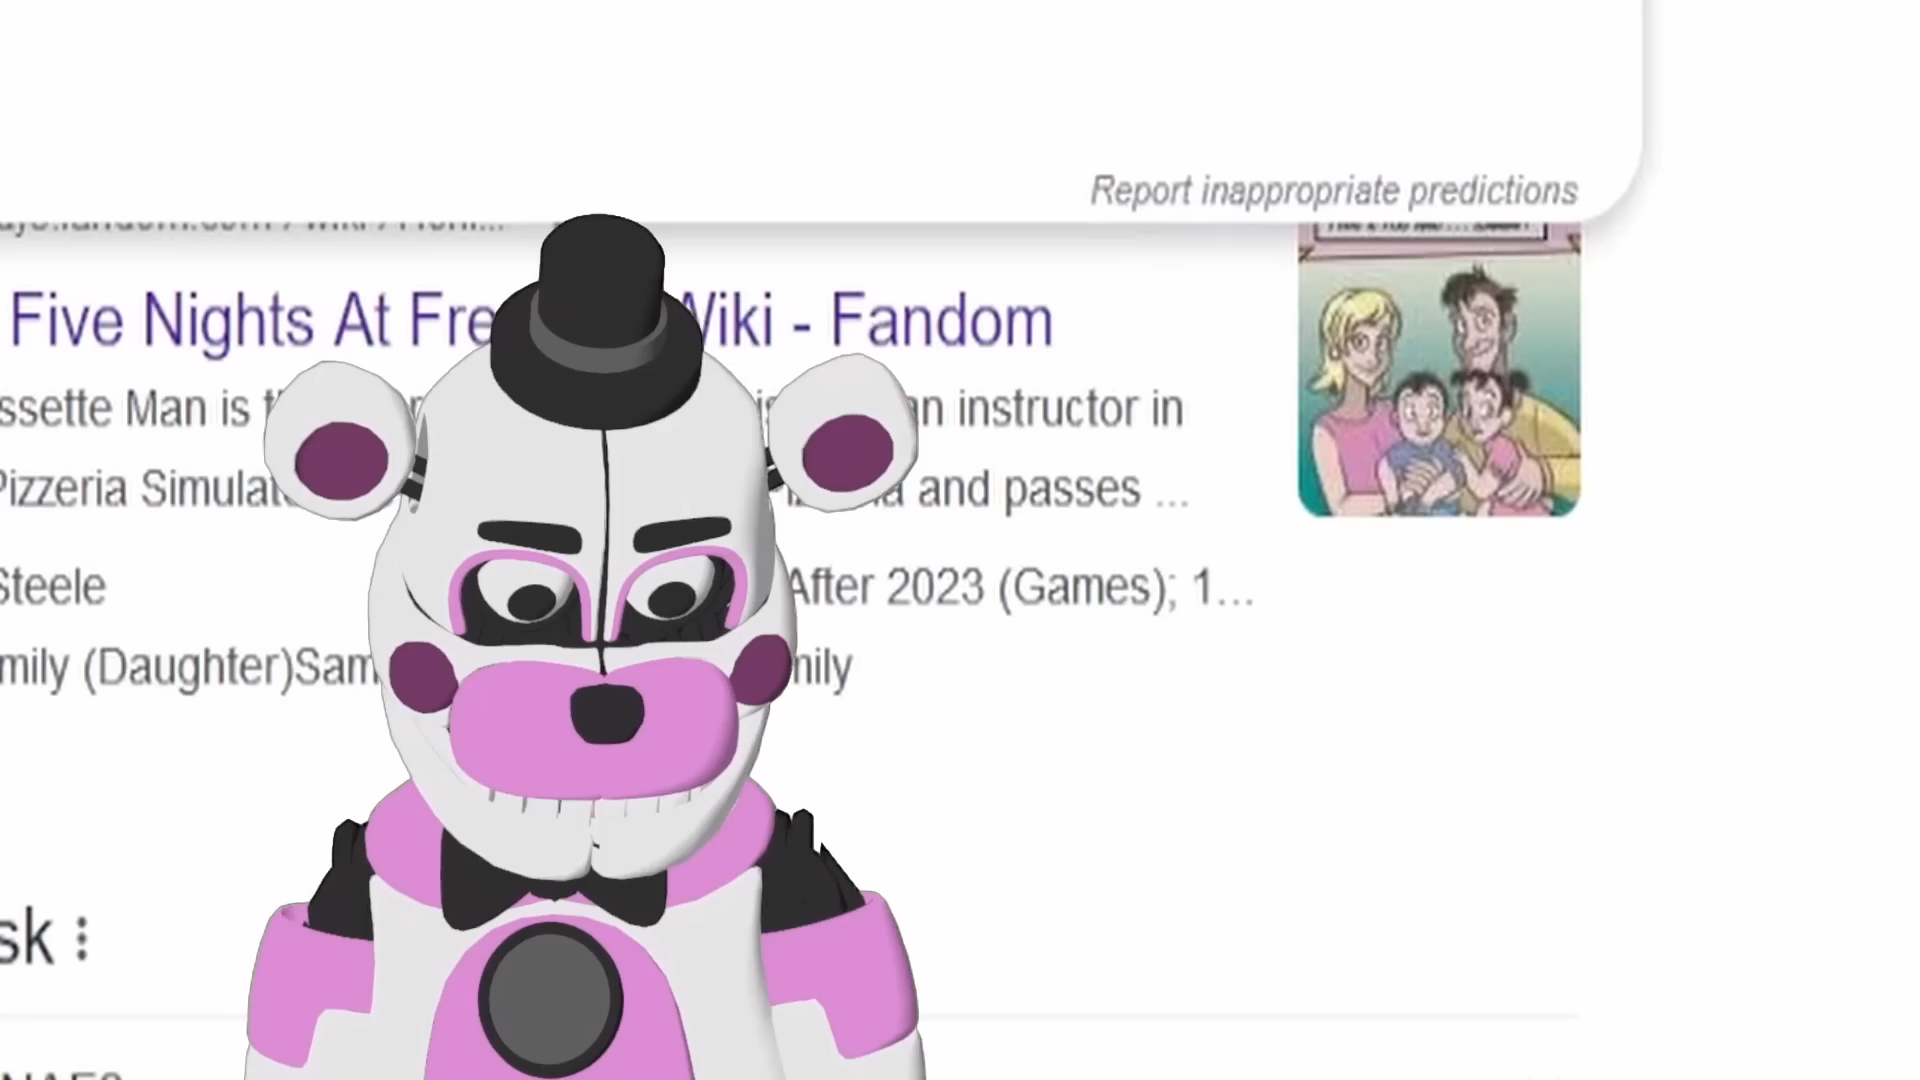 Report inappropriate predictions
Five Nights At Fre Wiki - Fandom
ssette Man is an instructor in
Pizzeria Simulat and passes ...
Steele After 2023 (Games); 1...
mily (Daughter)Sam mily
sk